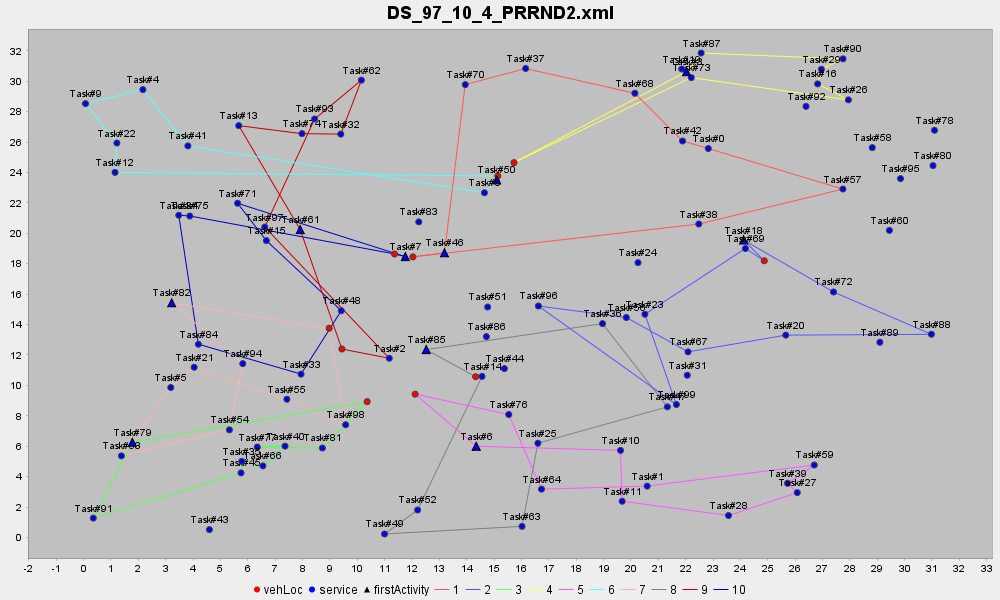 DS_97_10_4_PRRND2.xml
32
30
28
26
24
22
20
18
16
14
12
10
8
6
4
2
0
Task#87
Task#90
Task#29
Task#73
Task#16
Task#26
Task#92
Task#37
Task#70
Task#68
Task#62
Task#4
Task#9
Task#93
Task#13
Task#74
Task#32
Task#22
Task#41
Task#12
Task#42
Task#0
Task#78
Task#58
Task#80
Task#95
Task#50
Task#57
Task#71
Task#75
Task#97
Task#61
Task#15
Task#83
Task#38
Task#60
Task#7
Task#46
Task#18
Task#69
Task#24
Task#72
Task#82
Task#48
Task#51
Task#96
Task#23
Task#36
Task#86
Task#85
Task#84
Task#2
Task#67
Task#20
Task#89
Task#88
Task#21
Task#94
Task#33
Task#14
Task#44
Task#31
Task#5
Task#55
Task#99
Task#98
Task#76
Task#54
Task#79
Task#40
Task#81
Task#6
Task#25
Task#10
Task#66
Task#45
Task#59
Task#64
Task#1
Task#39
Task#27
Task#11
Task#28
Task#52
Task#91
Task#43
Task#49
Task#63
-2 -1 0 1 2 3 4 5 6 7 8 9 10 11 12 13 14 15 16 17 18 19 20 21 22 23 24 25 26 27 28 29 30 31 32 33
vehLoc service firstActivity 1 2 3 4 5 6 7 8 9 10